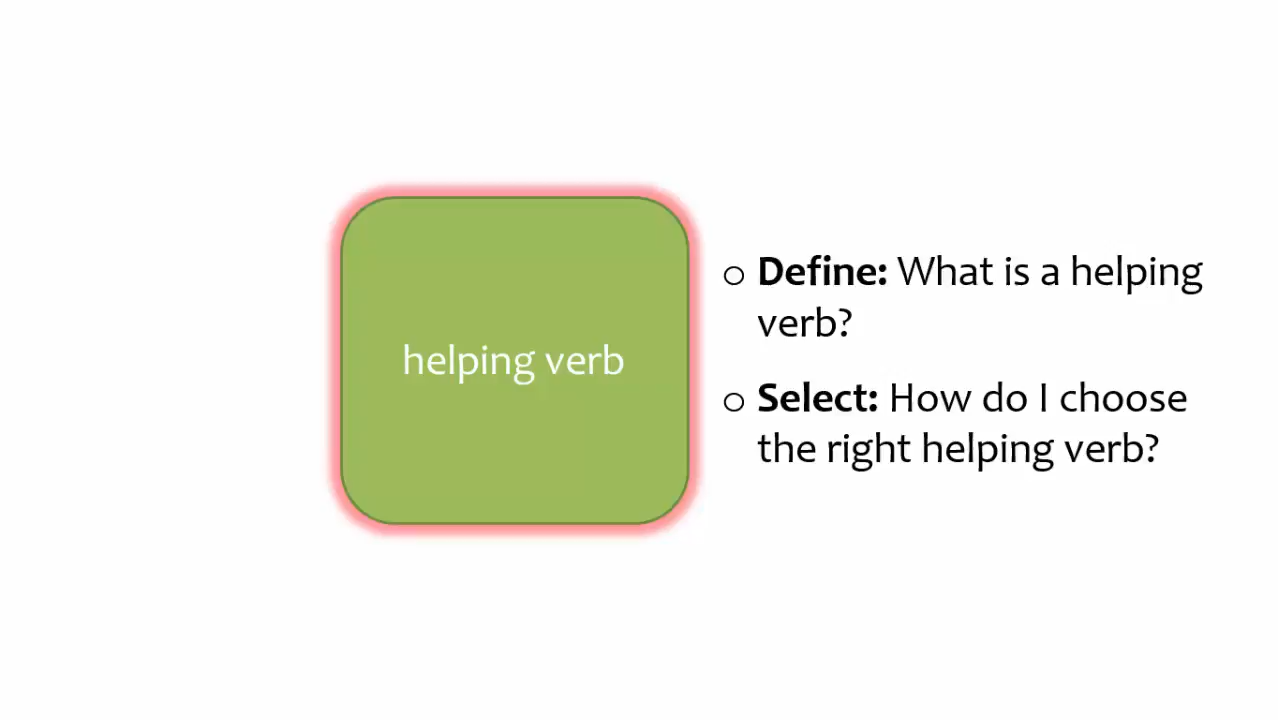 helping verb
o Define: What is a helping
verb?
o Select: How do I choose
the right helping verb?